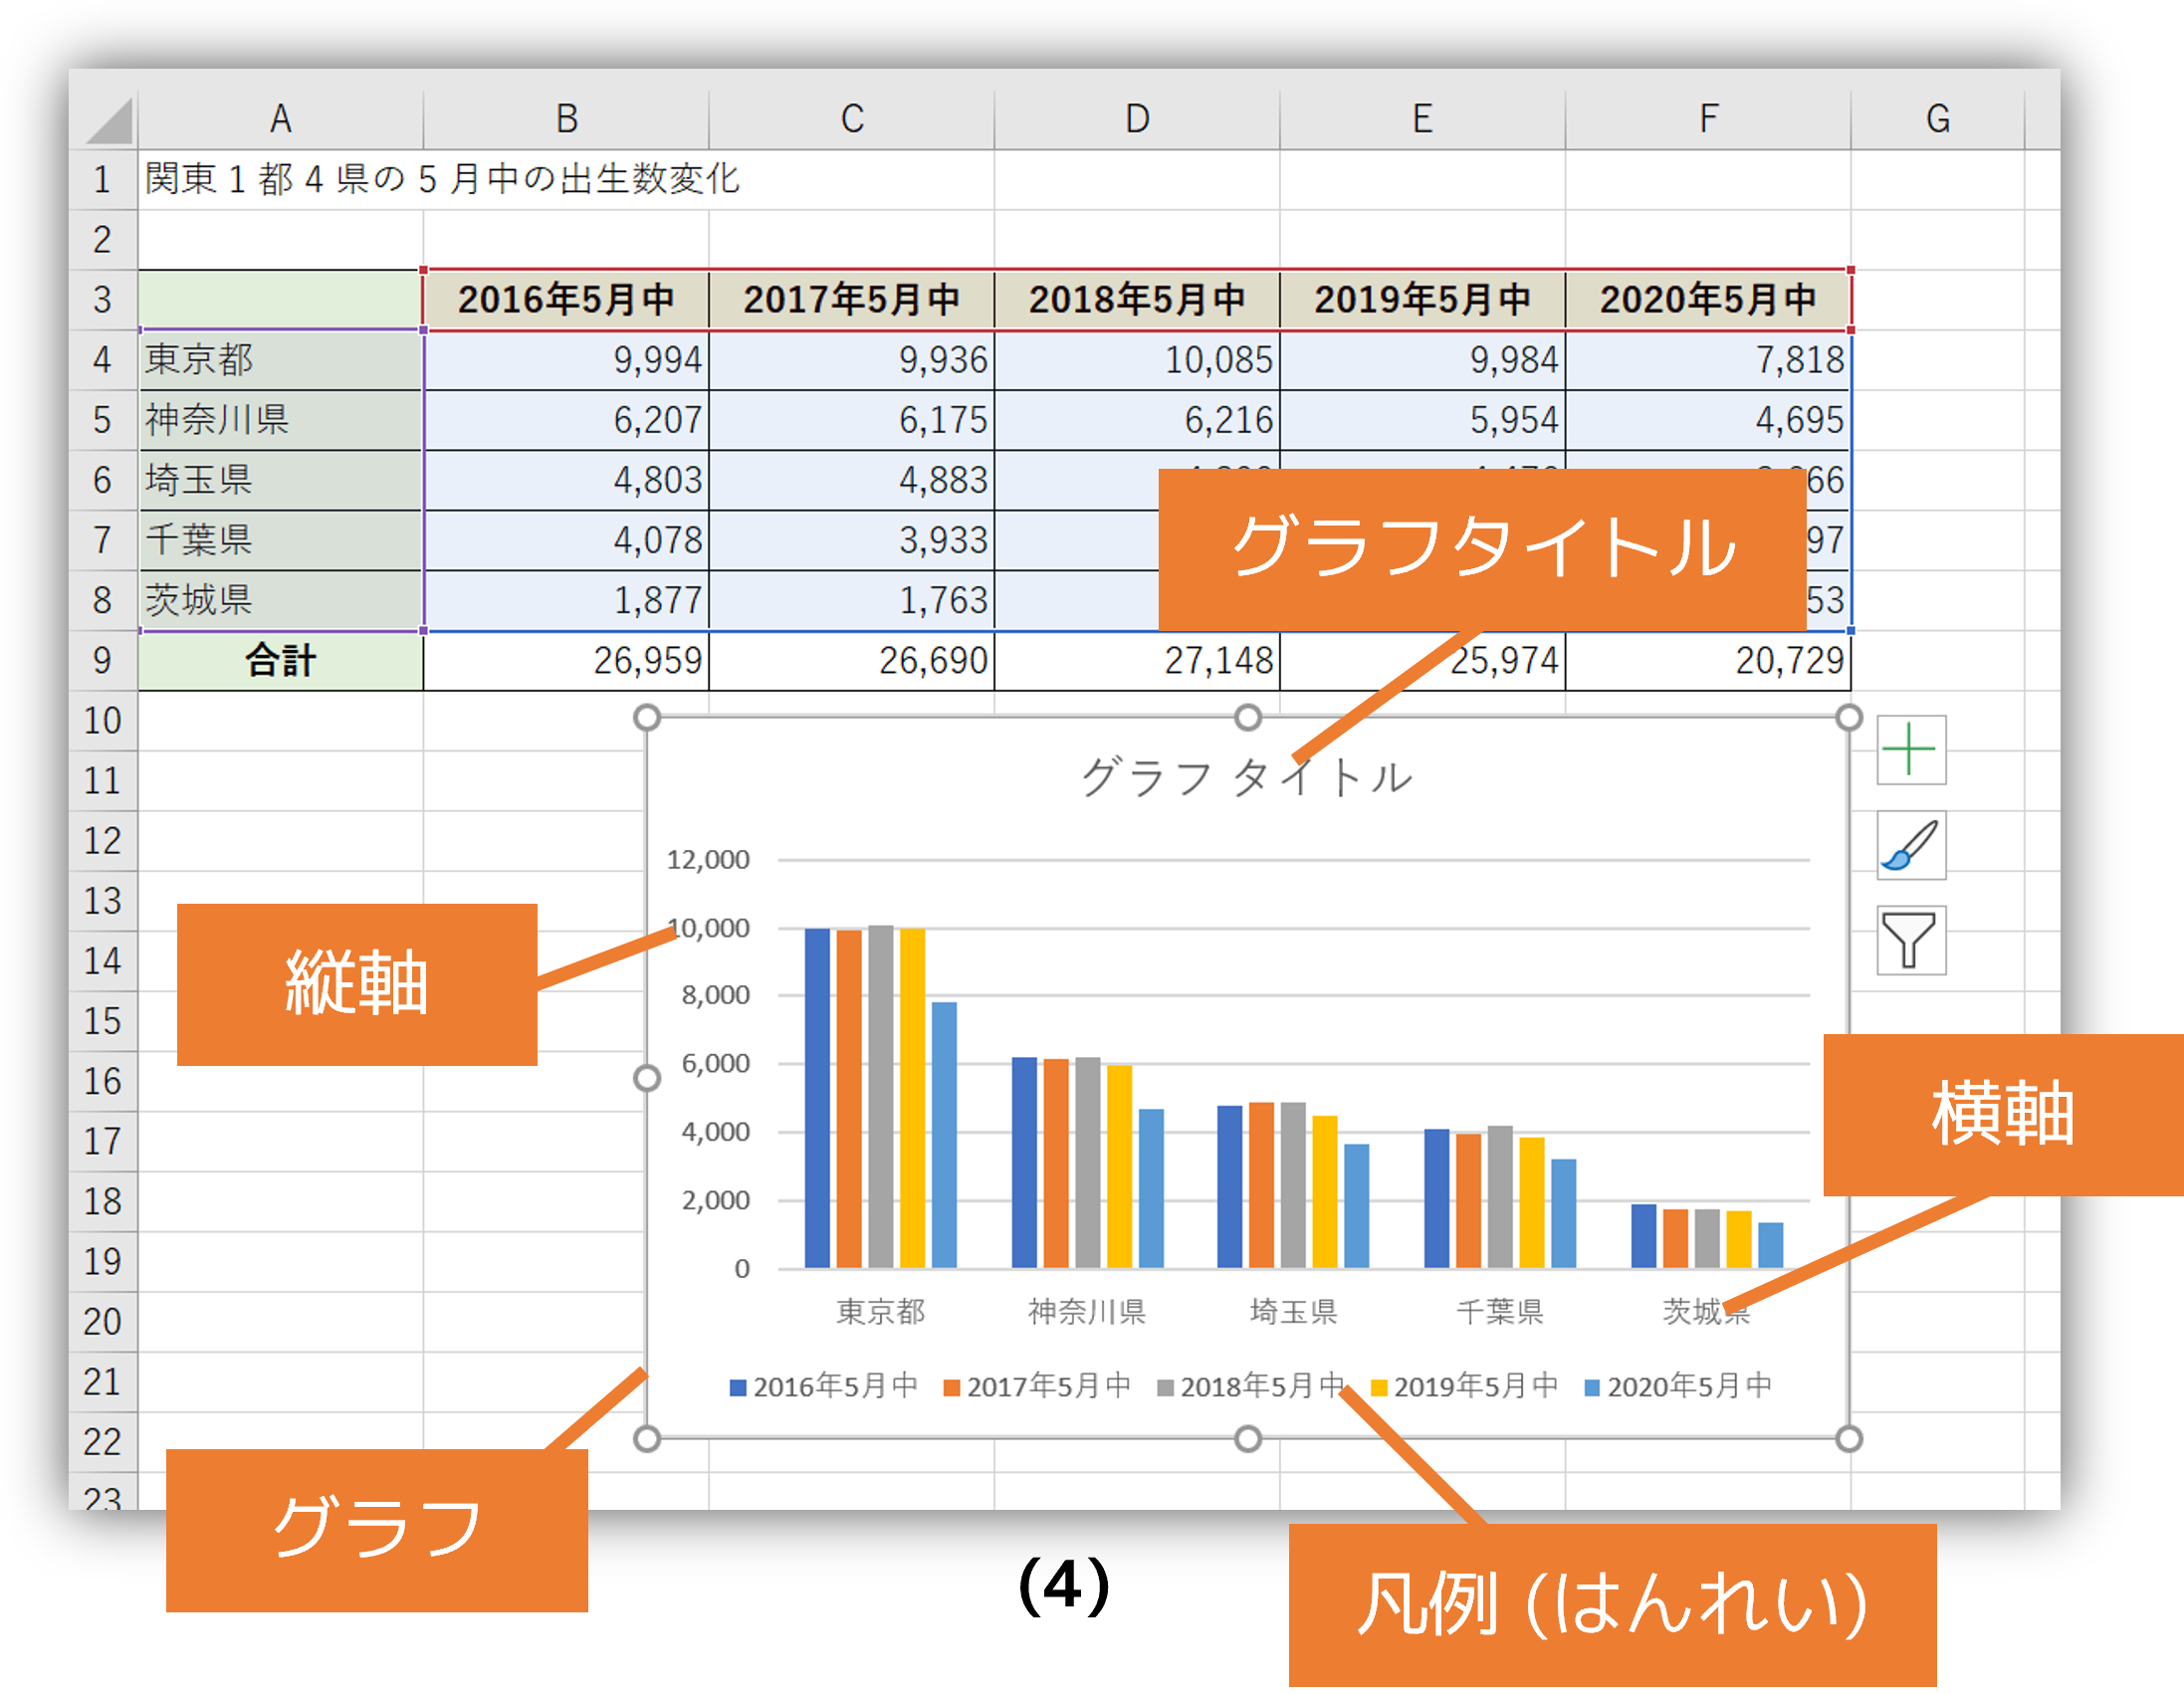 A B C D E F G
1 関東1都4県の5月中の出生数変化
2
3 2016年5月中 2017年5月中 2018年5月中 2019年5月中 2020年5月中
4 東京都 9,994 9,936 10,085 9,984 7,818
5 神奈川県 6,207 6,175 6,216 5,954 4,695
6 埼玉県 4,803 4,883 66
グラフタイトル
7 千葉県 4,078 3,933 97
8 茨城県 1,877 1,763 53
9 合計 26,959 26,690 27,148 25,974 20,729
10
グラフ タイトル
11
12
12,000
13
縦軸
10,000
14
8,000
15
16
6,000
横軸
17
4,000
18
2,000
19
0
20
東京都 神奈川県 埼玉県 千葉県 茨城県
21
2016年5月中 2017年5月中 2018年5月中 2019年5月中 2020年5月中
22
23
グラフ
(4)
凡例 (はんれい)